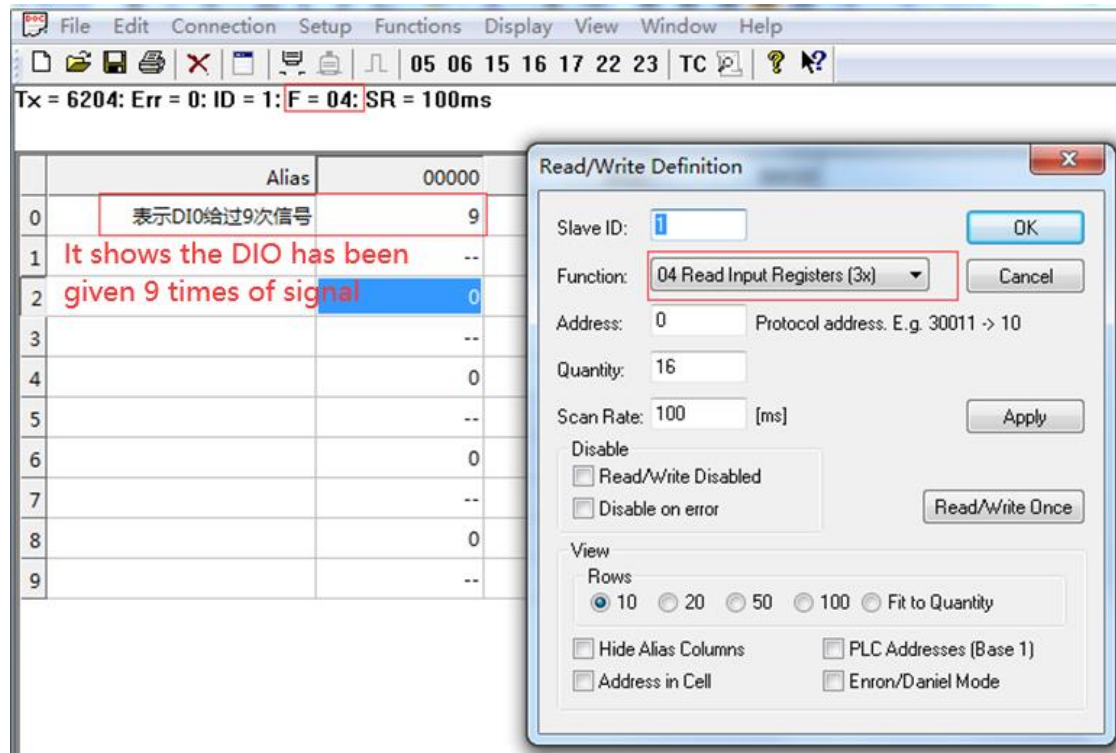 File Edit Connection Setup Functions Display View Window Help
05 06 15 16 17 22 23 TC
Tx = 6204: Err = 0: ID = 1: F = 04: SR = 100ms
Alias 00000
0 表示DI0给过9次信号 9
1 --
It shows the DIO has been
given 9 times of signal
2 0
3 --
4 0
5 --
6 0
7 --
8 0
9 --
Read/Write Definition
Slave ID: 1 OK
Function: 04 Read Input Registers (3x) Cancel
Address: 0 Protocol address. E.g. 30011 -> 10
Quantity: 16
Scan Rate: 100 [ms] Apply
Disable
Read/Write Disabled
Disable on error Read/Write Once
View
Rows
10 20 50 100 Fit to Quantity
Hide Alias Columns PLC Addresses (Base 1)
Address in Cell Enron/Daniel Mode